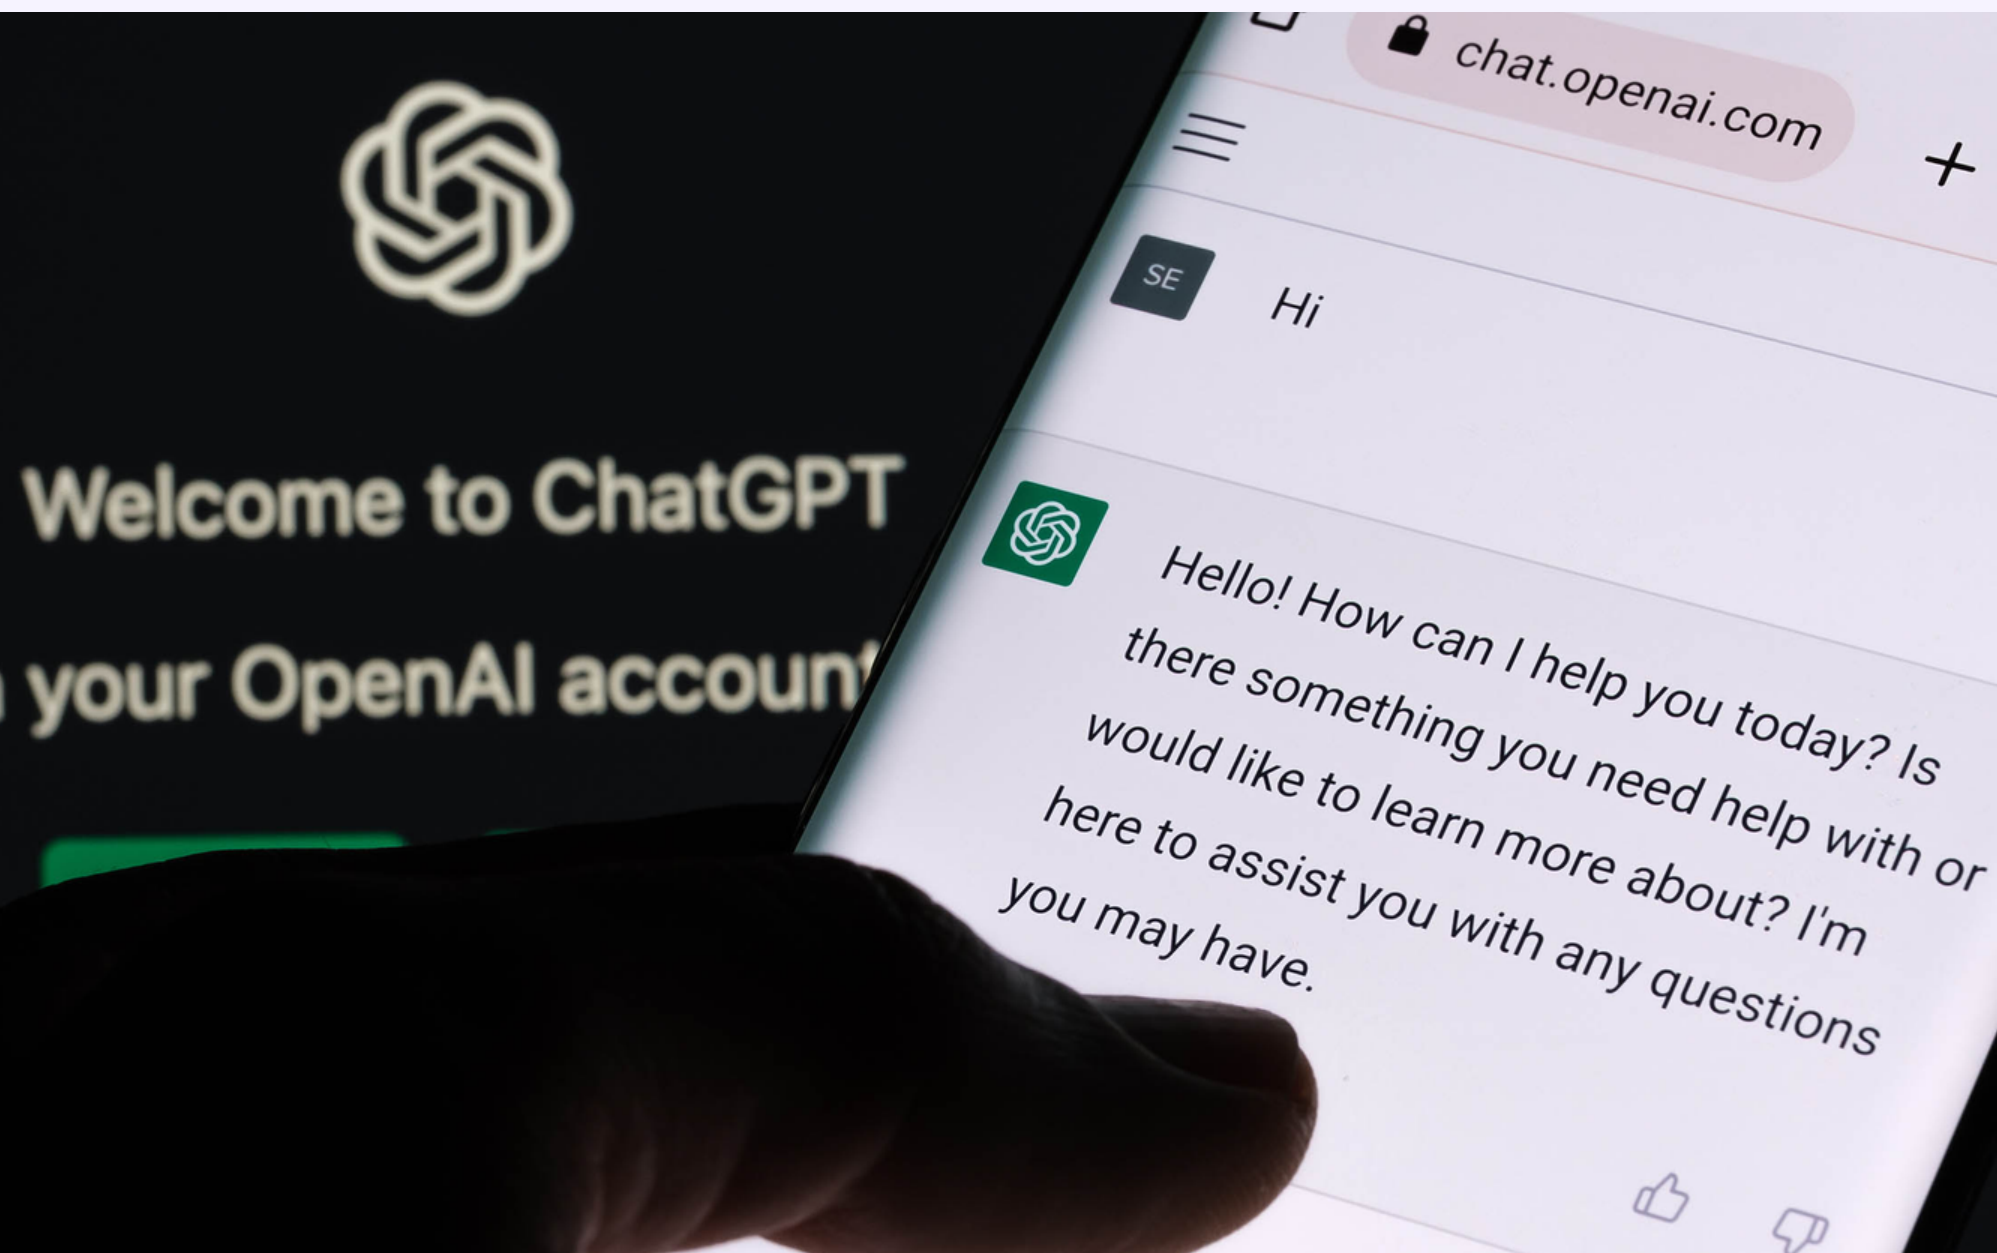 Welcome to ChatGPT
your OpenAI account
chat.openai.com
SE
Hi
Hello! How can I help you today? Is
there something you need help with or
would like to learn more about? I'm
here to assist you with any questions
you may have.